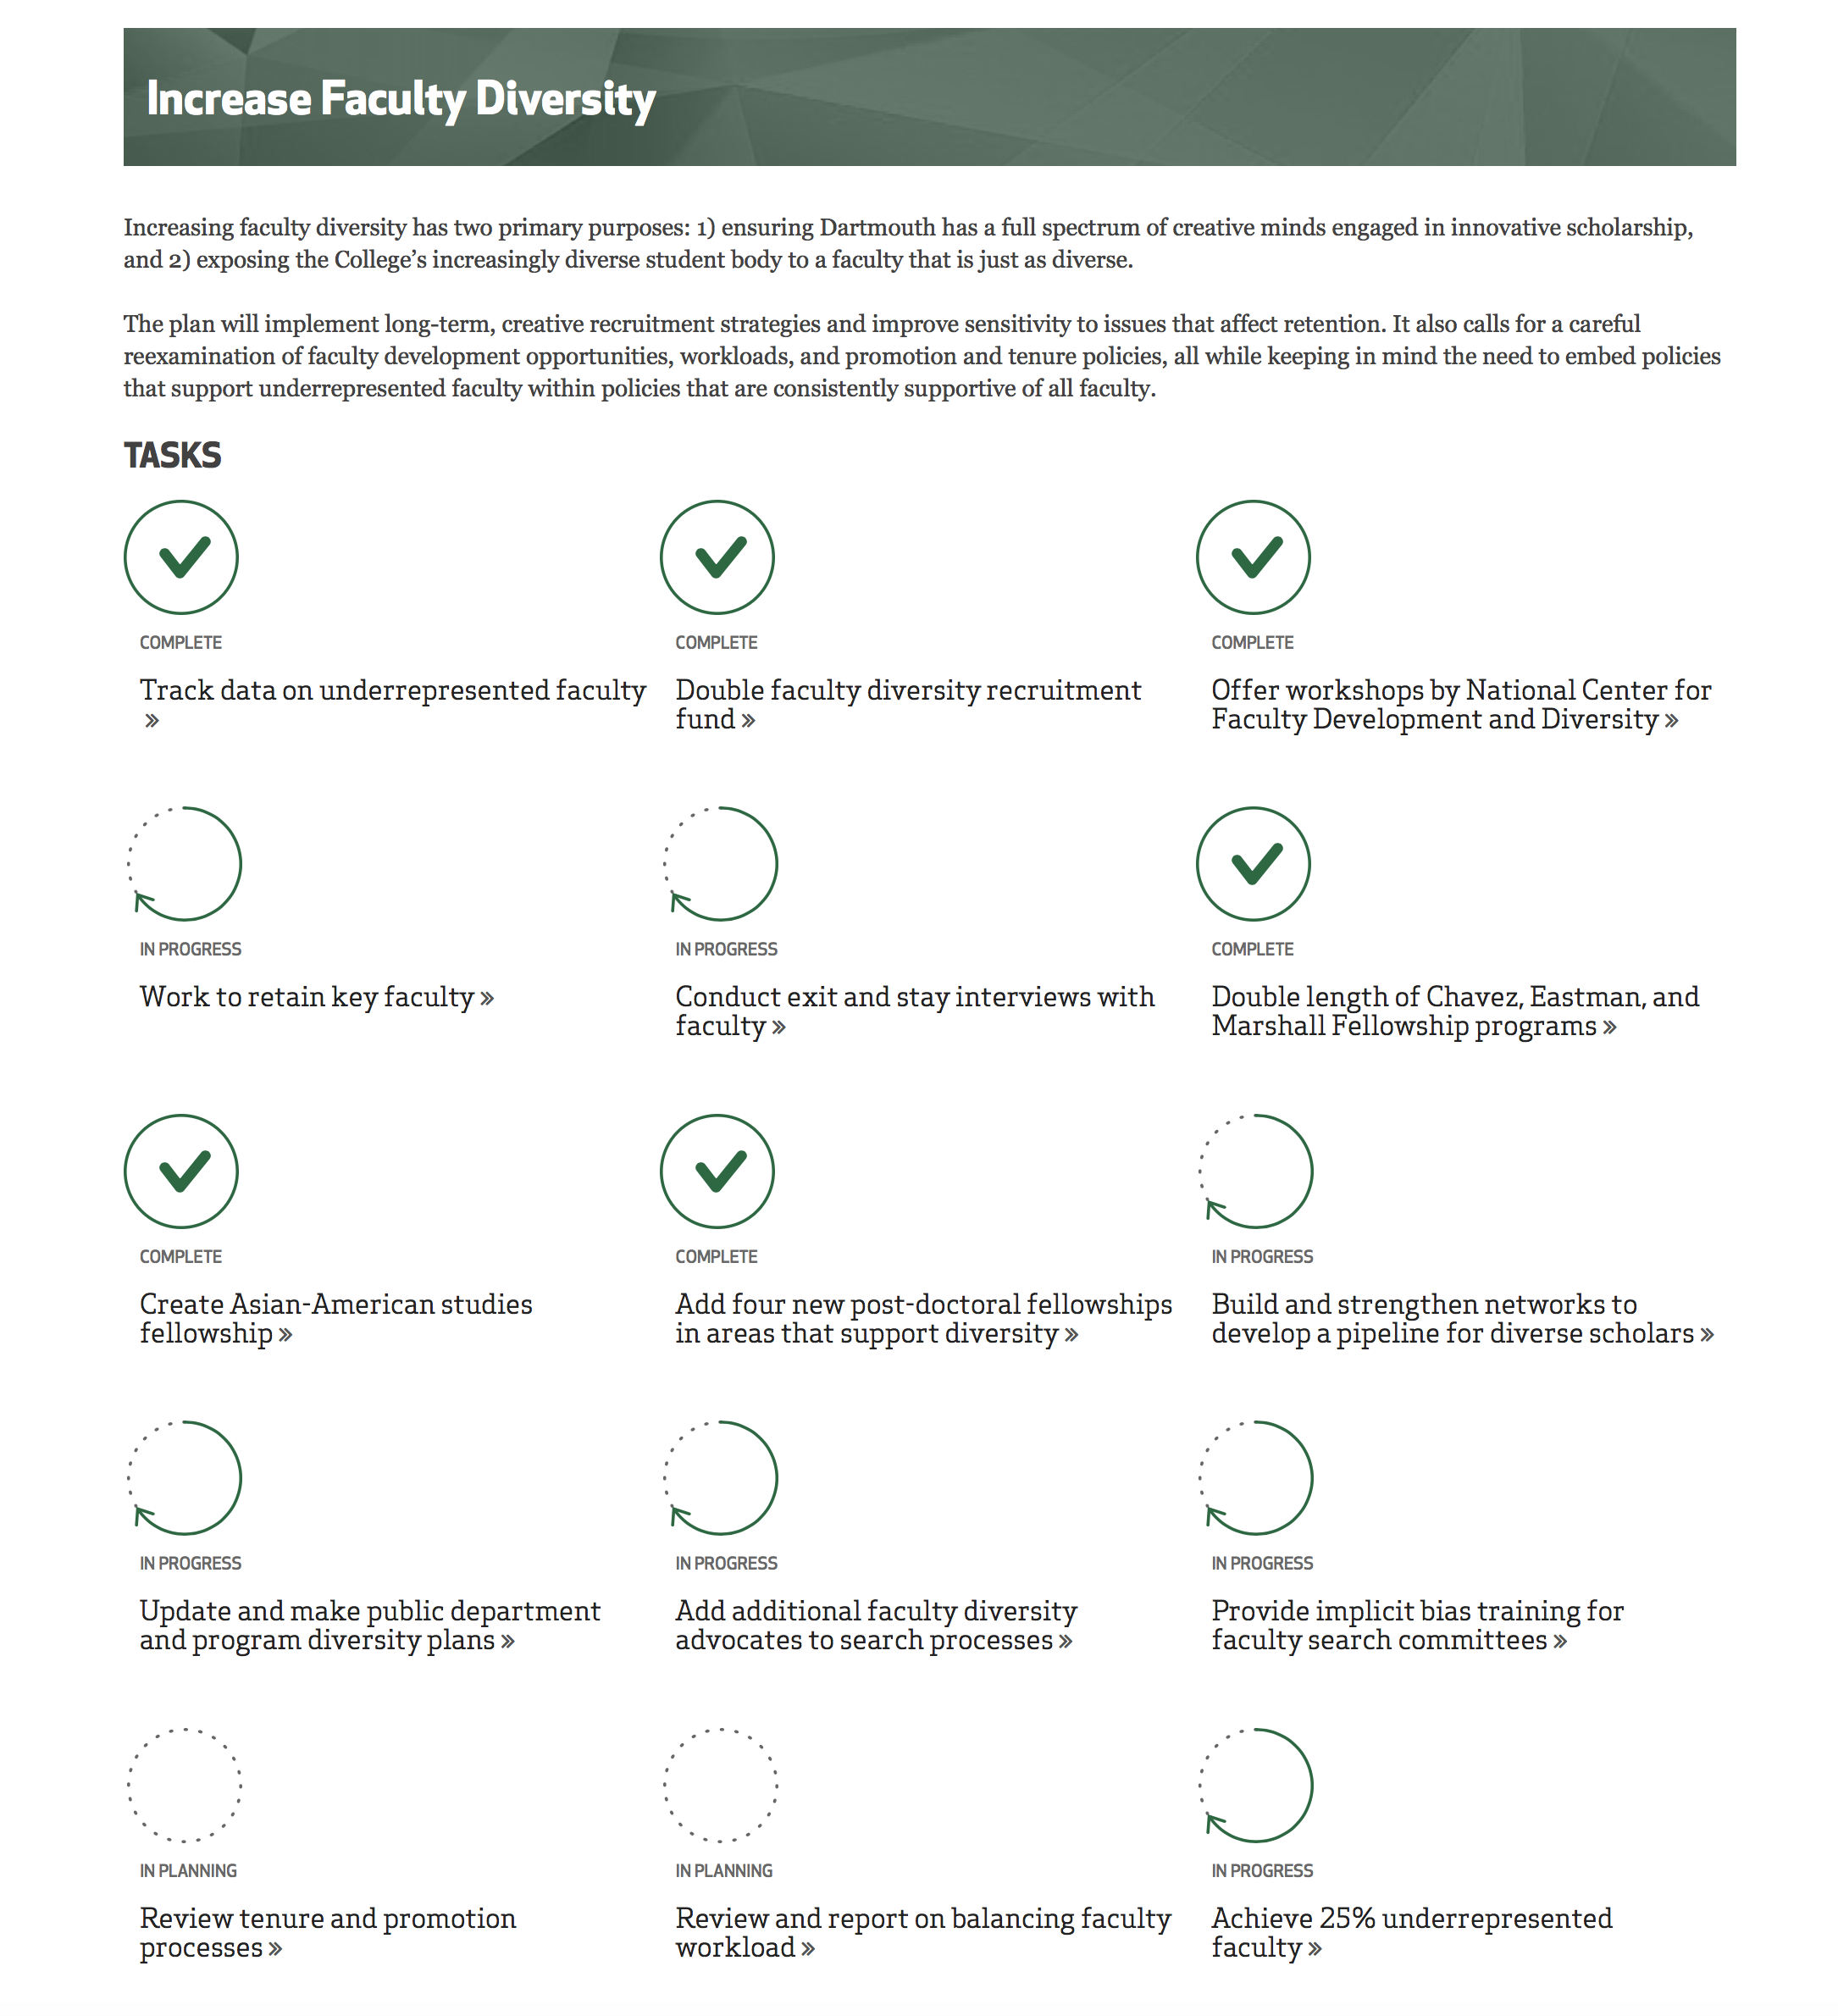 Increase Faculty Diversity
Increasing faculty diversity has two primary purposes: 1) ensuring Dartmouth has a full spectrum of creative minds engaged in innovative scholarship,
and 2) exposing the College’s increasingly diverse student body to a faculty that is just as diverse.
The plan will implement long-term, creative recruitment strategies and improve sensitivity to issues that affect retention. It also calls for a careful
reexamination of faculty development opportunities, workloads, and promotion and tenure policies, all while keeping in mind the need to embed policies
that support underrepresented faculty within policies that are consistently supportive of all faculty.
TASKS
COMPLETE
Track data on underrepresented faculty
»
COMPLETE
Double faculty diversity recruitment
fund »
COMPLETE
Offer workshops by National Center for
Faculty Development and Diversity »
IN PROGRESS
Work to retain key faculty »
IN PROGRESS
Conduct exit and stay interviews with
faculty »
COMPLETE
Double length of Chavez, Eastman, and
Marshall Fellowship programs »
COMPLETE
Create Asian-American studies
fellowship »
COMPLETE
Add four new post-doctoral fellowships
in areas that support diversity »
IN PROGRESS
Build and strengthen networks to
develop a pipeline for diverse scholars »
IN PROGRESS
Update and make public department
and program diversity plans »
IN PROGRESS
Add additional faculty diversity
advocates to search processes »
IN PROGRESS
Provide implicit bias training for
faculty search committees »
IN PLANNING
Review tenure and promotion
processes »
IN PLANNING
Review and report on balancing faculty
workload »
IN PROGRESS
Achieve 25% underrepresented
faculty »